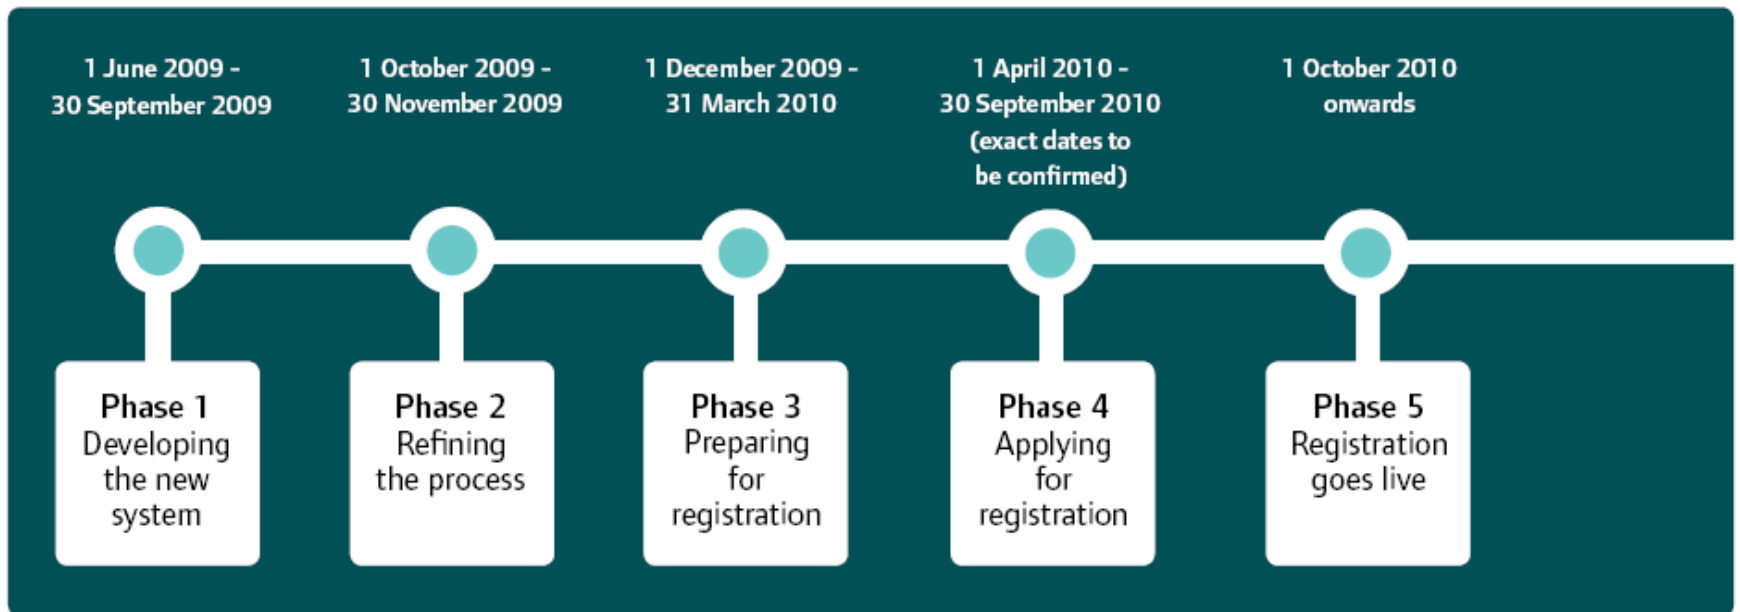 1 June 2009 -
30 September 2009
1 October 2009 -
30 November 2009
1 December 2009 -
31 March 2010
1 April 2010 -
30 September 2010
(exact dates to
be confirmed)
1 October 2010
onwards
Phase 1
Developing
the new
system
Phase 2
Refining
the process
Phase 3
Preparing
for
registration
Phase 4
Applying
for
registration
Phase 5
Registration
goes live